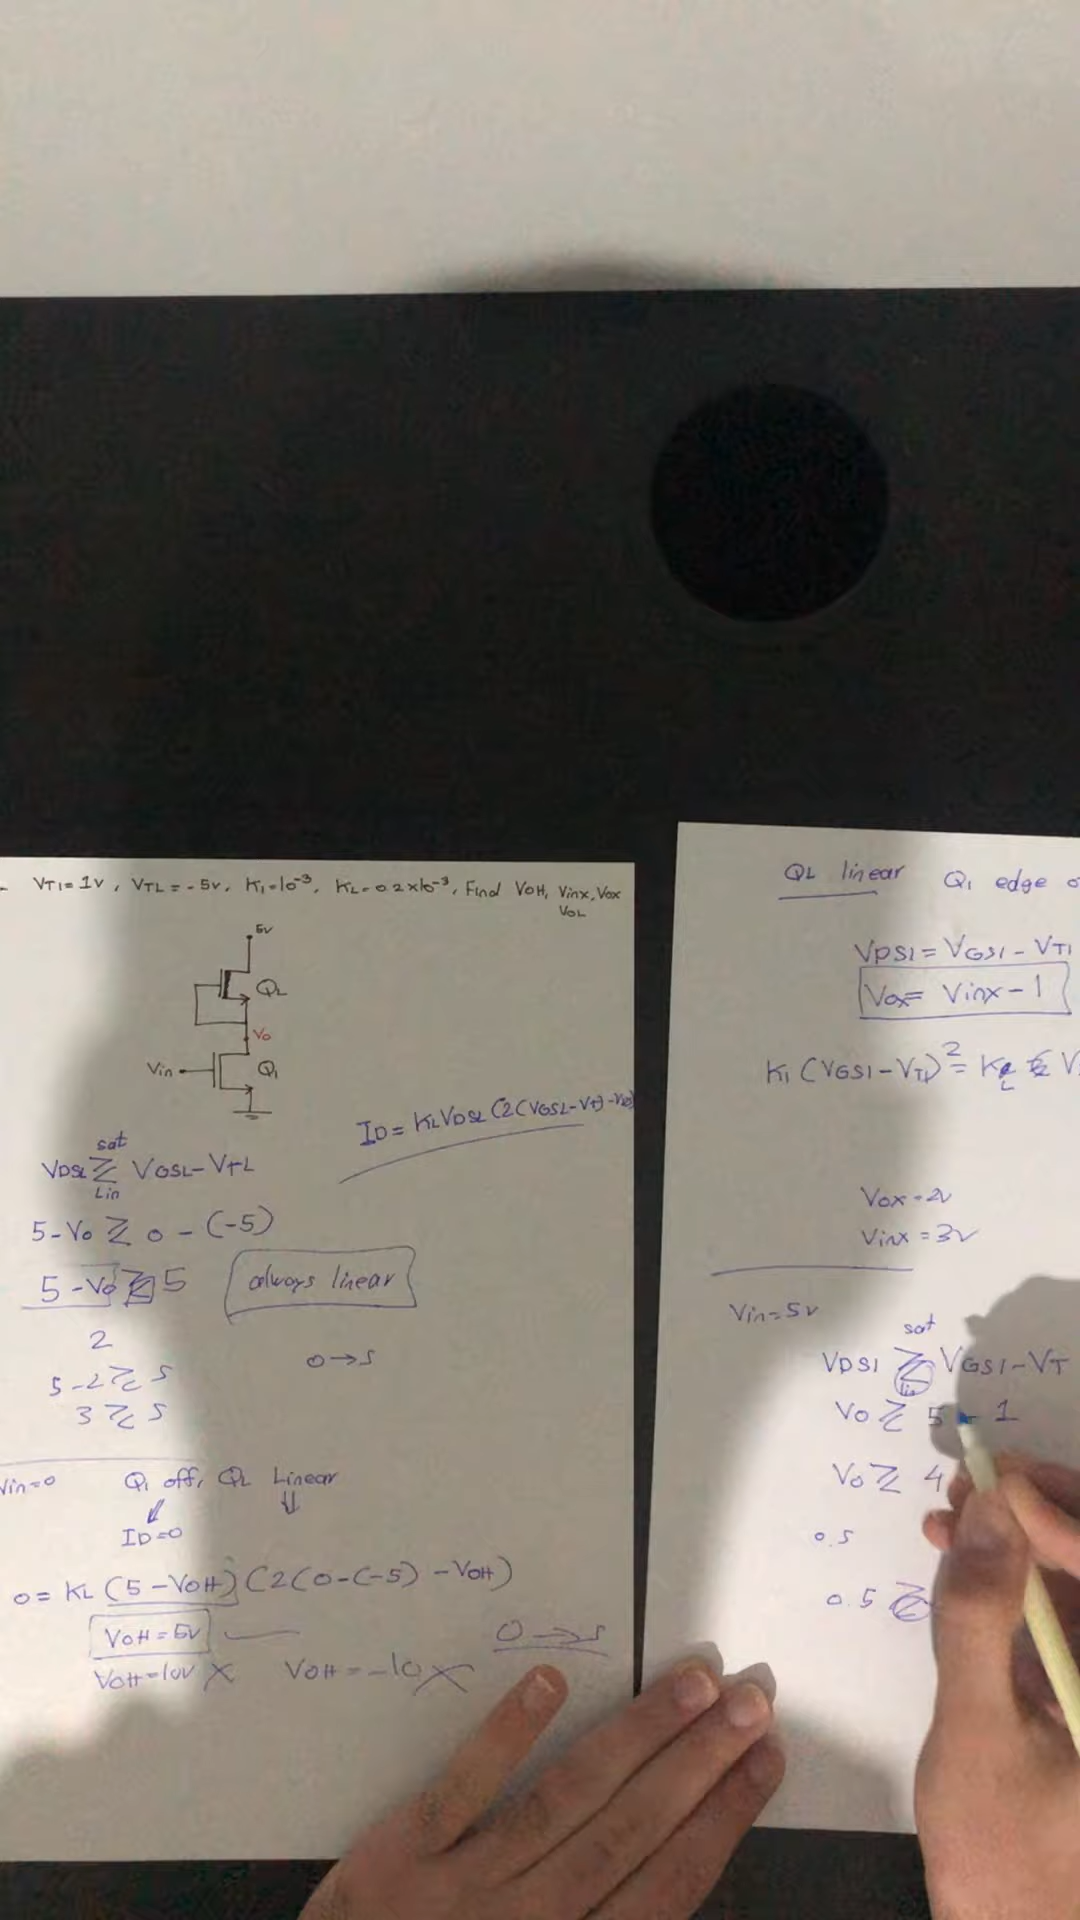 VT1=1V, VTL=-5V, K1=10⁻³, KL=0.2x10⁻³, Find VOH, Vinx, Vox
VOL
5V
QL
Vo
Vin
Q1
ID = KLVDSL(2(VGSL-Vt)-
sat
VDSL ≷ VGSL-VtL
Lin
5-Vo ≷ 0-(-5)
5-Vo ≷ 5
always linear
2
0→5
5-2 ≷ 5
3 ≷ 5
Vin=0 Q1 off, QL Linear
ID=0
0= KL(5-VOH)(2(0-(-5)-VOH)
VOH=5V
0→5
VOH=10V X VOH=-10 X
QL linear Q1 edge
VDS1=VGS1-VT1
Vox= Vinx-1
K1(VGS1-VT1)²=KL
Vox=2V
Vinx=3V
Vin=5V
sat
VDS1 ≷ VGS1-VT
lin
Vo ≷ 5-1
Vo ≷ 4
0.5
0.5 ≷